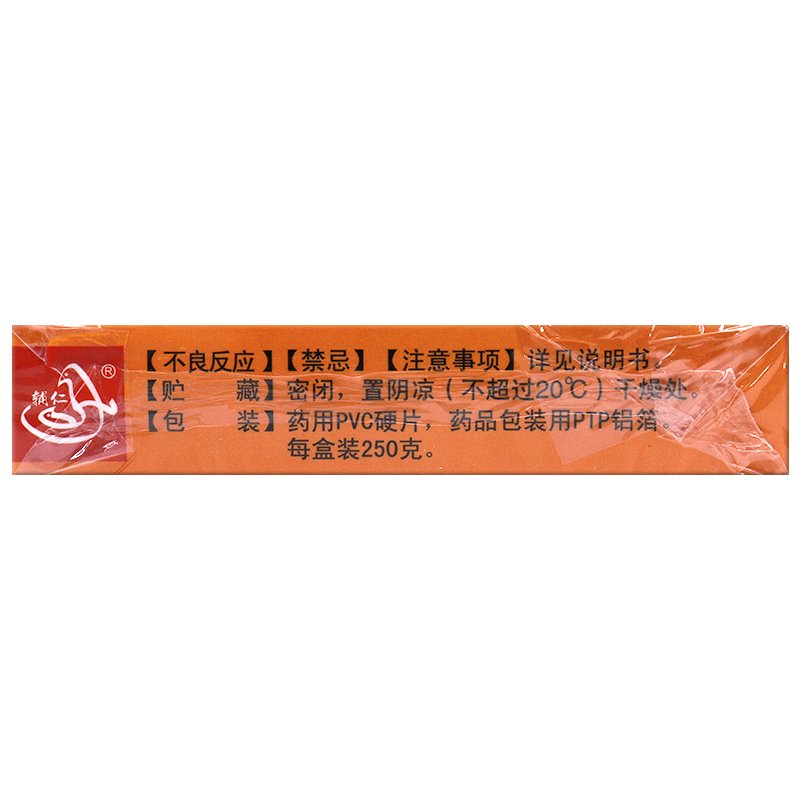 辅仁®
【不良反应】【禁忌】【注意事项】详见说明书。
【贮 藏】密闭，置阴凉（不超过20℃）干燥处。
【包 装】药用PVC硬片，药品包装用PTP铝箔。
每盒装250克。